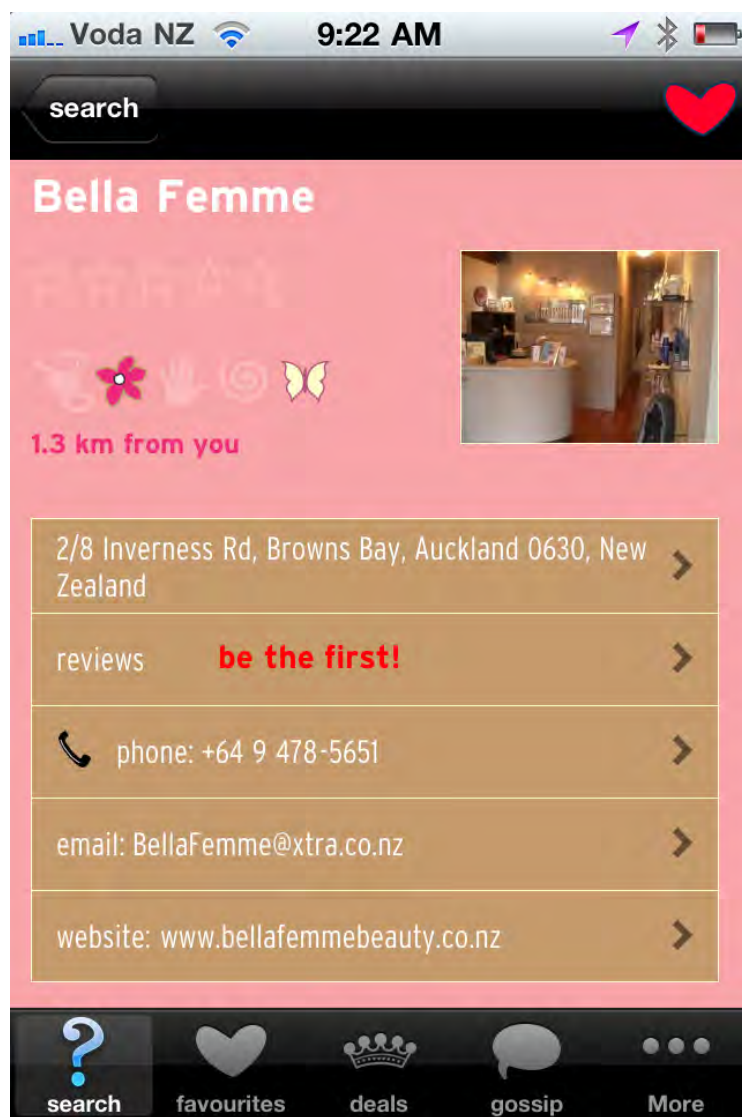 Voda NZ 9:22 AM
search
Bella Femme
1.3 km from you
2/8 Inverness Rd, Browns Bay, Auckland 0630, New
Zealand
reviews be the first!
phone: +64 9 478-5651
email: BellaFemme@xtra.co.nz
website: www.bellafemmebeauty.co.nz
search favourites deals gossip More